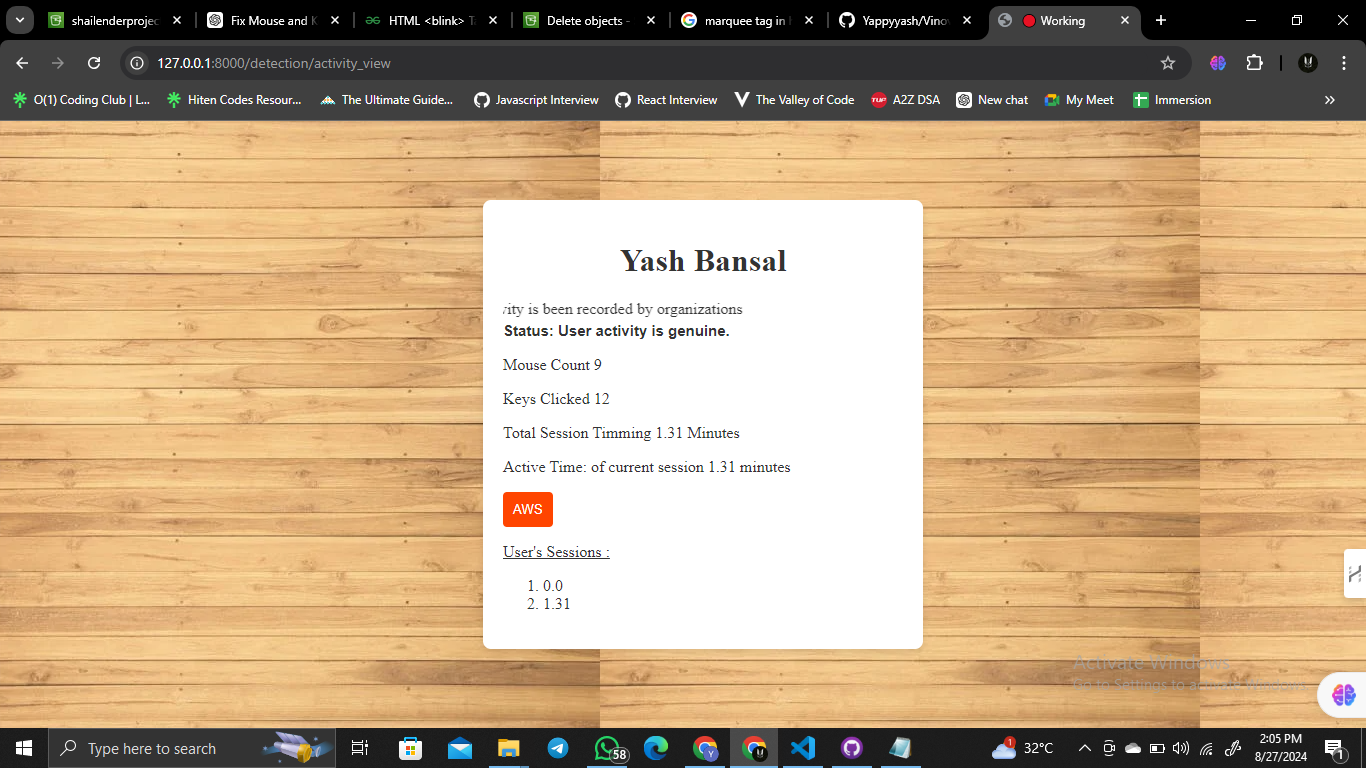 shailenderprojec
Fix Mouse and K
HTML <blink> Ta
Delete objects -
marquee tag in h
Yappyyash/Vino
Working
127.0.0.1:8000/detection/activity_view
O(1) Coding Club | L...
Hiten Codes Resour...
The Ultimate Guide...
Javascript Interview
React Interview
The Valley of Code
TUF
A2Z DSA
New chat
My Meet
Immersion
Yash Bansal
vity is been recorded by organizations
Status: User activity is genuine.
Mouse Count 9
Keys Clicked 12
Total Session Timming 1.31 Minutes
Active Time: of current session 1.31 minutes
AWS
User's Sessions :
1. 0.0
2. 1.31
Activate Windows
Go to Settings to activate Windows.
Type here to search
58
1
32°C
2:05 PM
8/27/2024
1